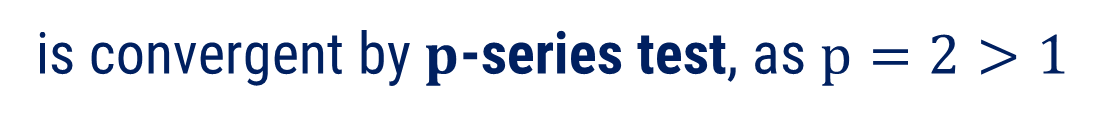 is convergent by p-series test, as p = 2 > 1